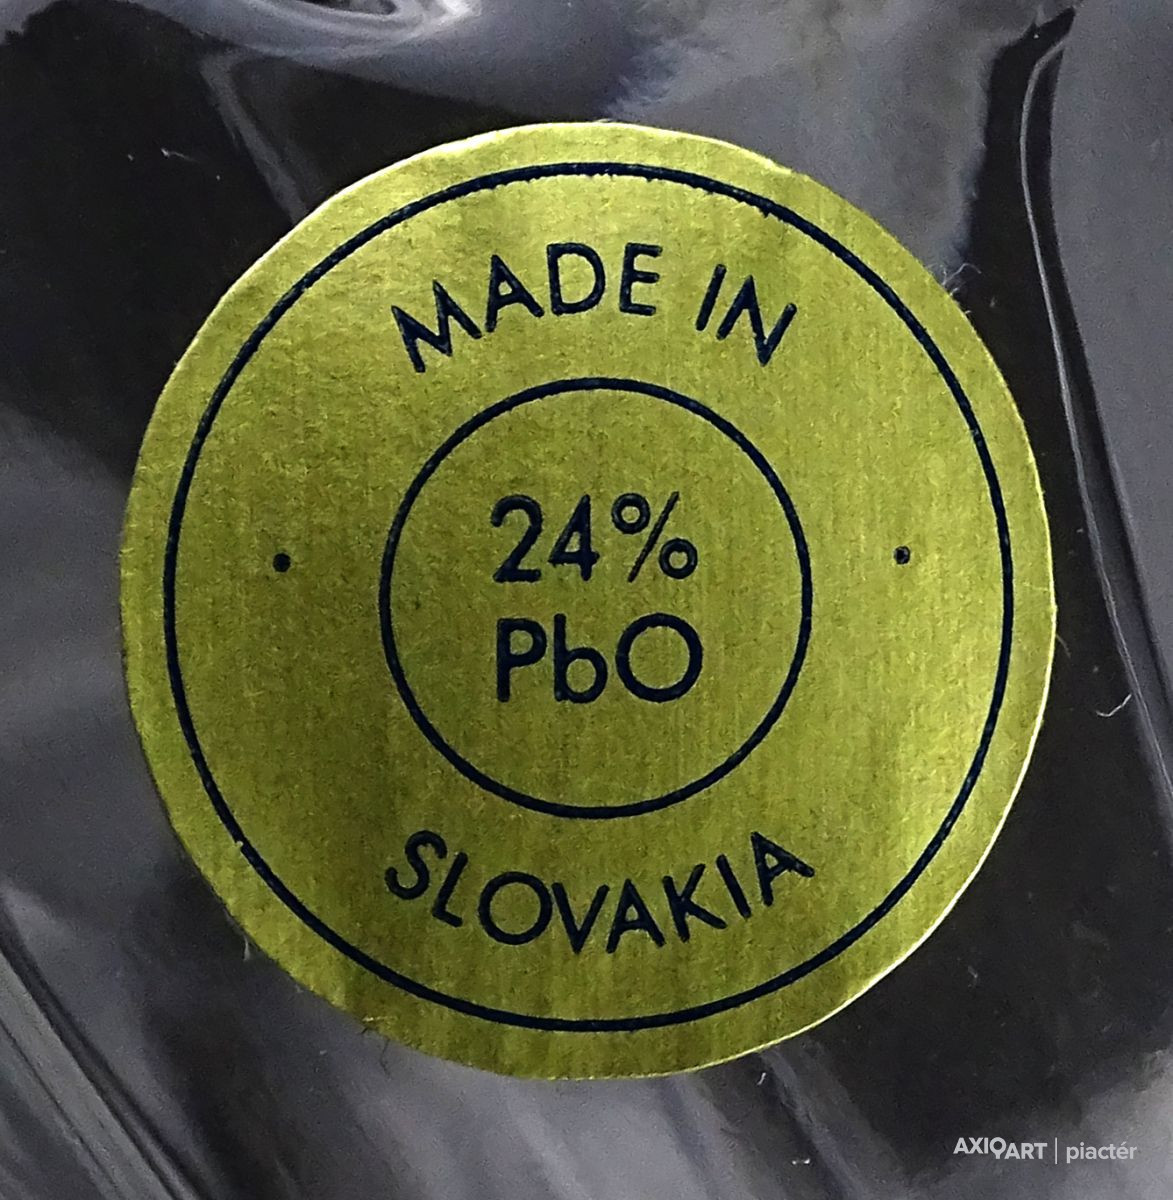 MADE IN
24%
PbO
SLOVAKIA
AXIOART | piactér